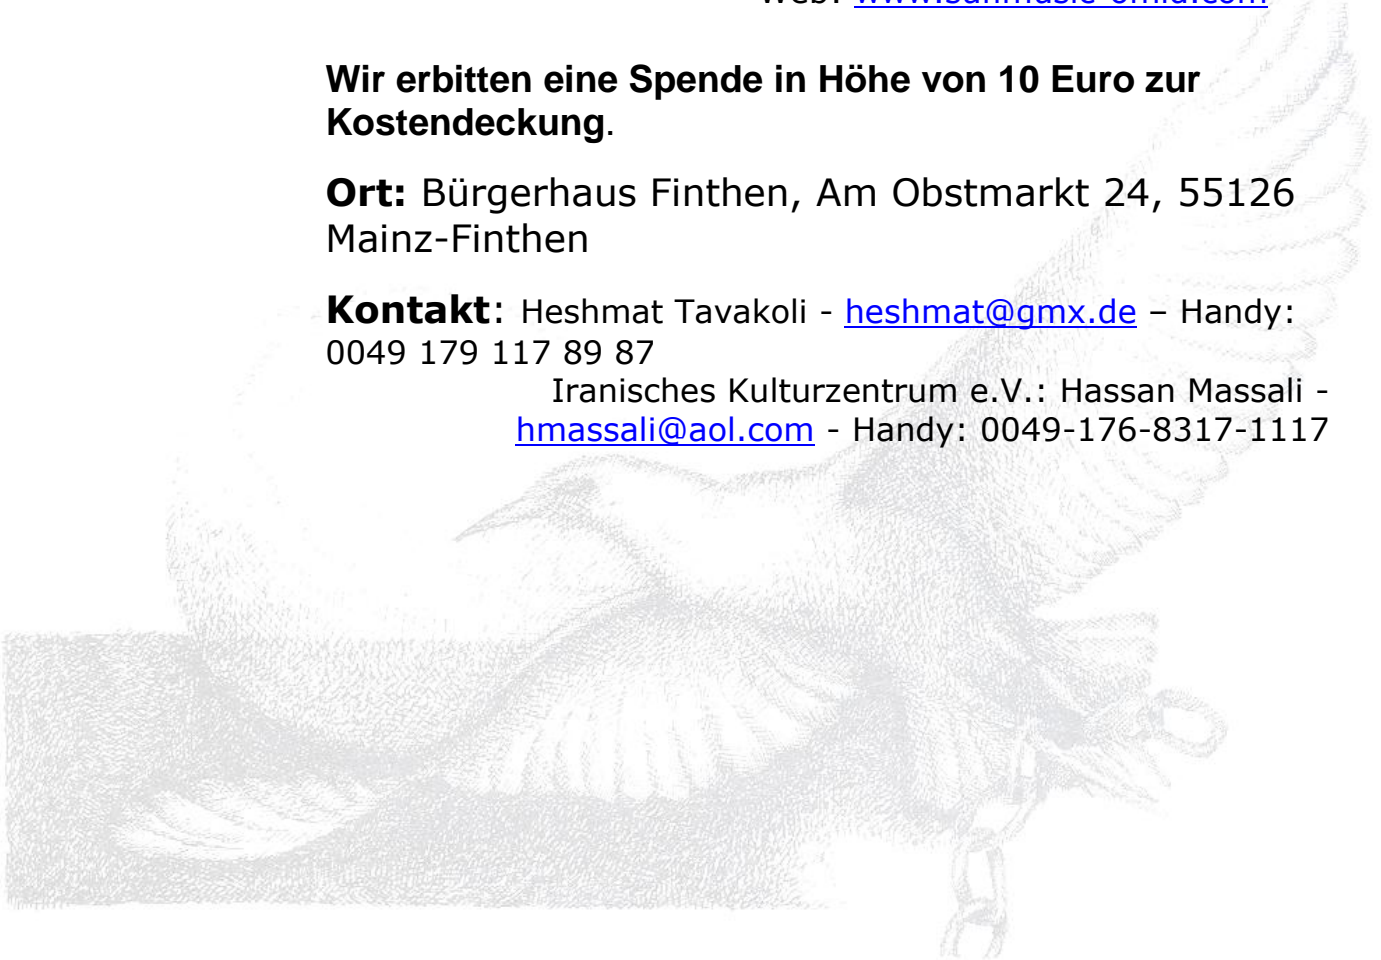 Wir erbitten eine Spende in Höhe von 10 Euro zur
Kostendeckung.
Ort: Bürgerhaus Finthen, Am Obstmarkt 24, 55126
Mainz-Finthen
Kontakt: Heshmat Tavakoli - heshmat@gmx.de – Handy:
0049 179 117 89 87
Iranisches Kulturzentrum e.V.: Hassan Massali -
hmassali@aol.com - Handy: 0049-176-8317-1117